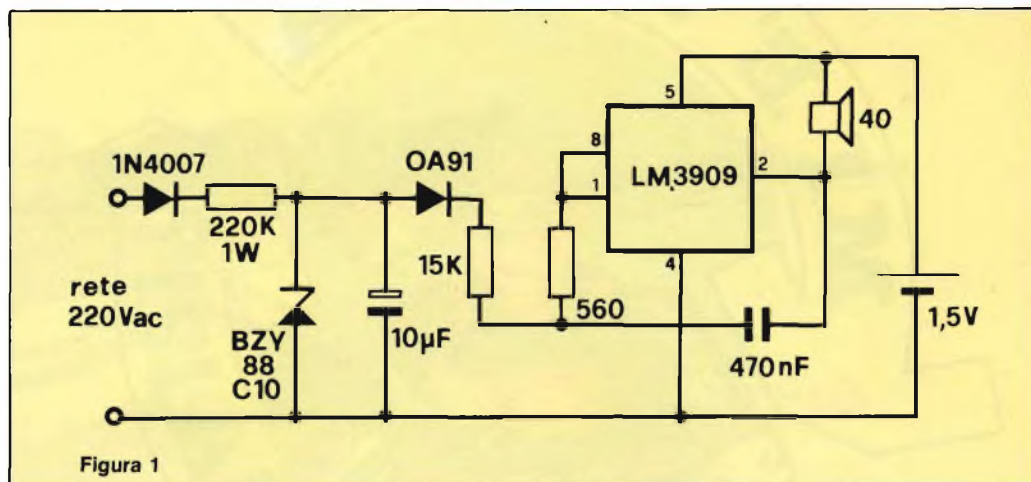 1N4007
220K
1W
rete
220Vac
BZY
88
C10
10µF
OA91
15K
560
8
1
5
LM3909
2
4
470nF
40
1,5V
Figura 1